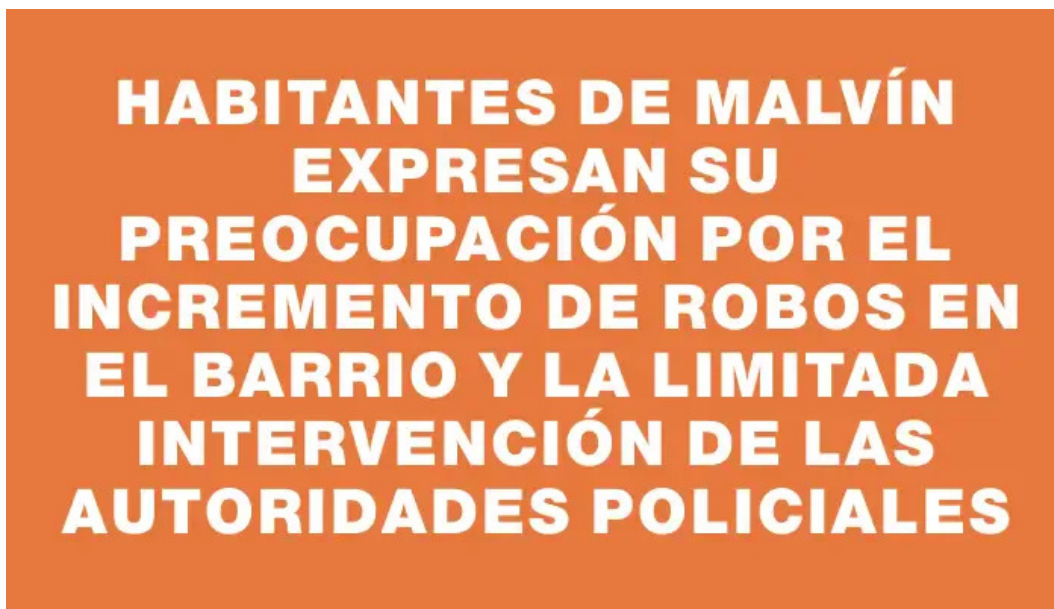 HABITANTES DE MALVÍN
EXPRESAN SU
PREOCUPACIÓN POR EL
INCREMENTO DE ROBOS EN
EL BARRIO Y LA LIMITADA
INTERVENCIÓN DE LAS
AUTORIDADES POLICIALES